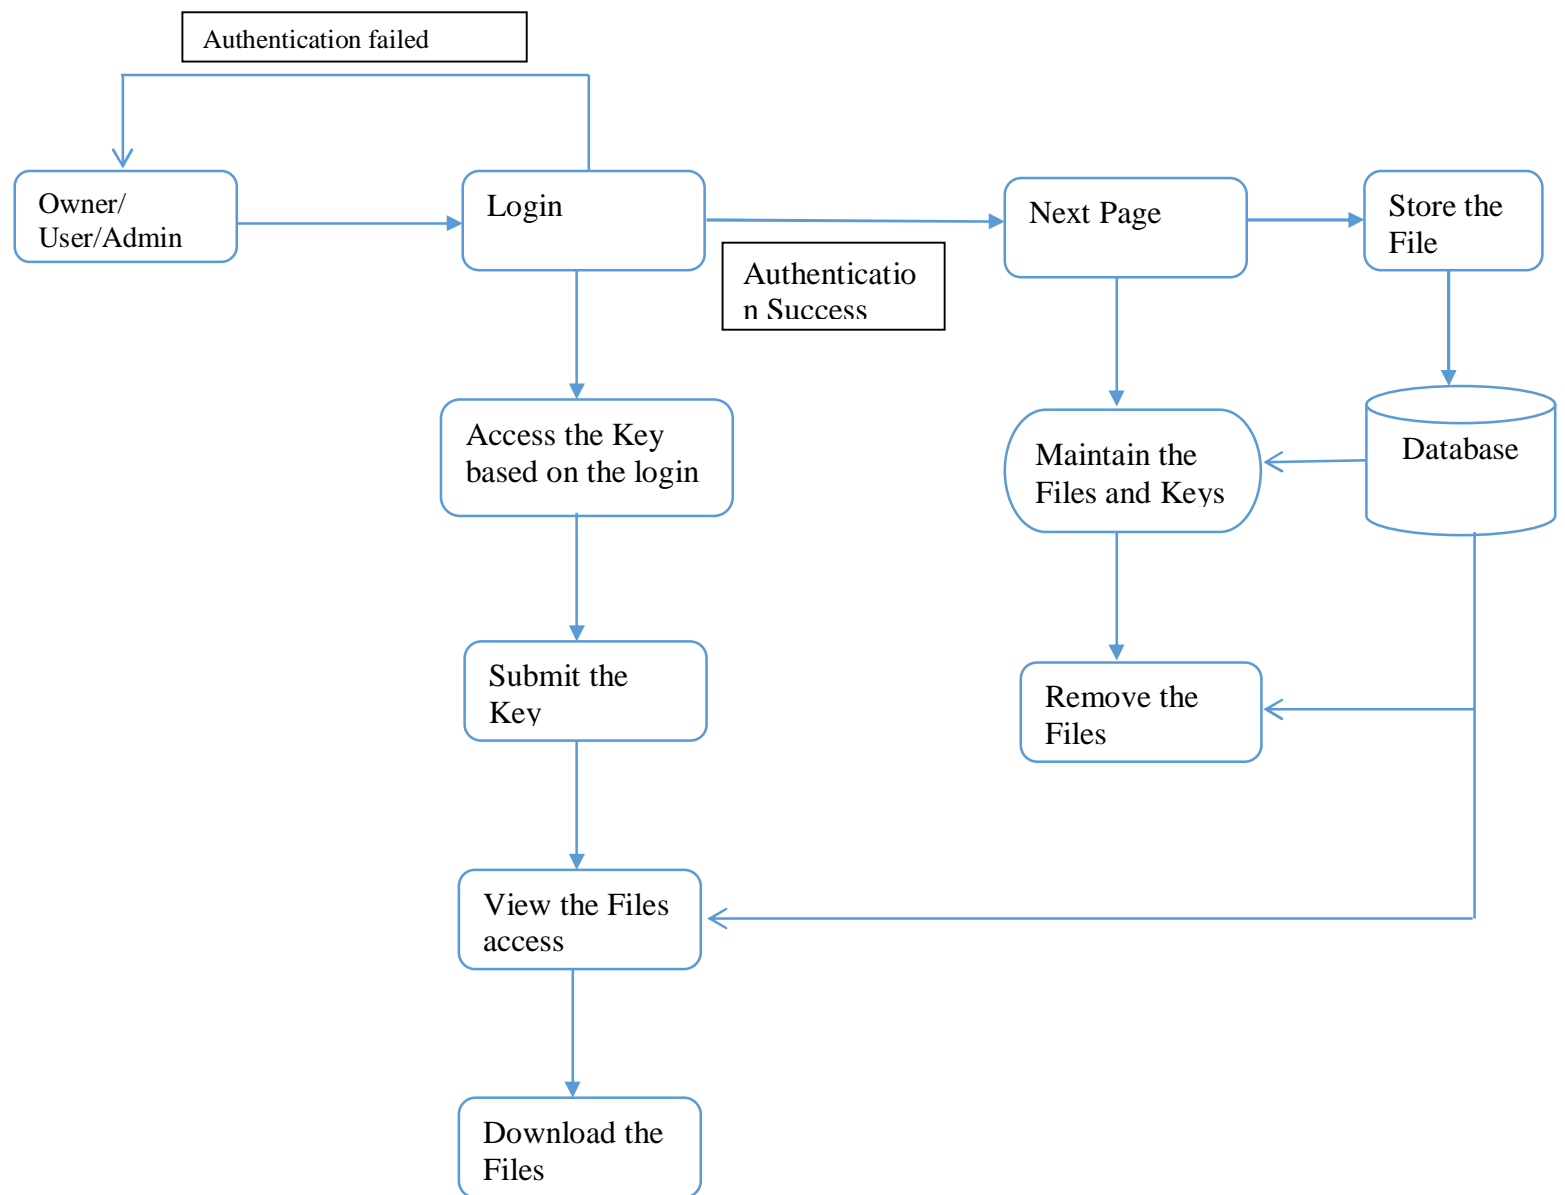 Authentication failed
Owner/
User/Admin
Login
Next Page
Store the
File
Authenticatio
n Success
Access the Key
based on the login
Maintain the
Files and Keys
Database
Submit the
Key
Remove the
Files
View the Files
access
Download the
Files